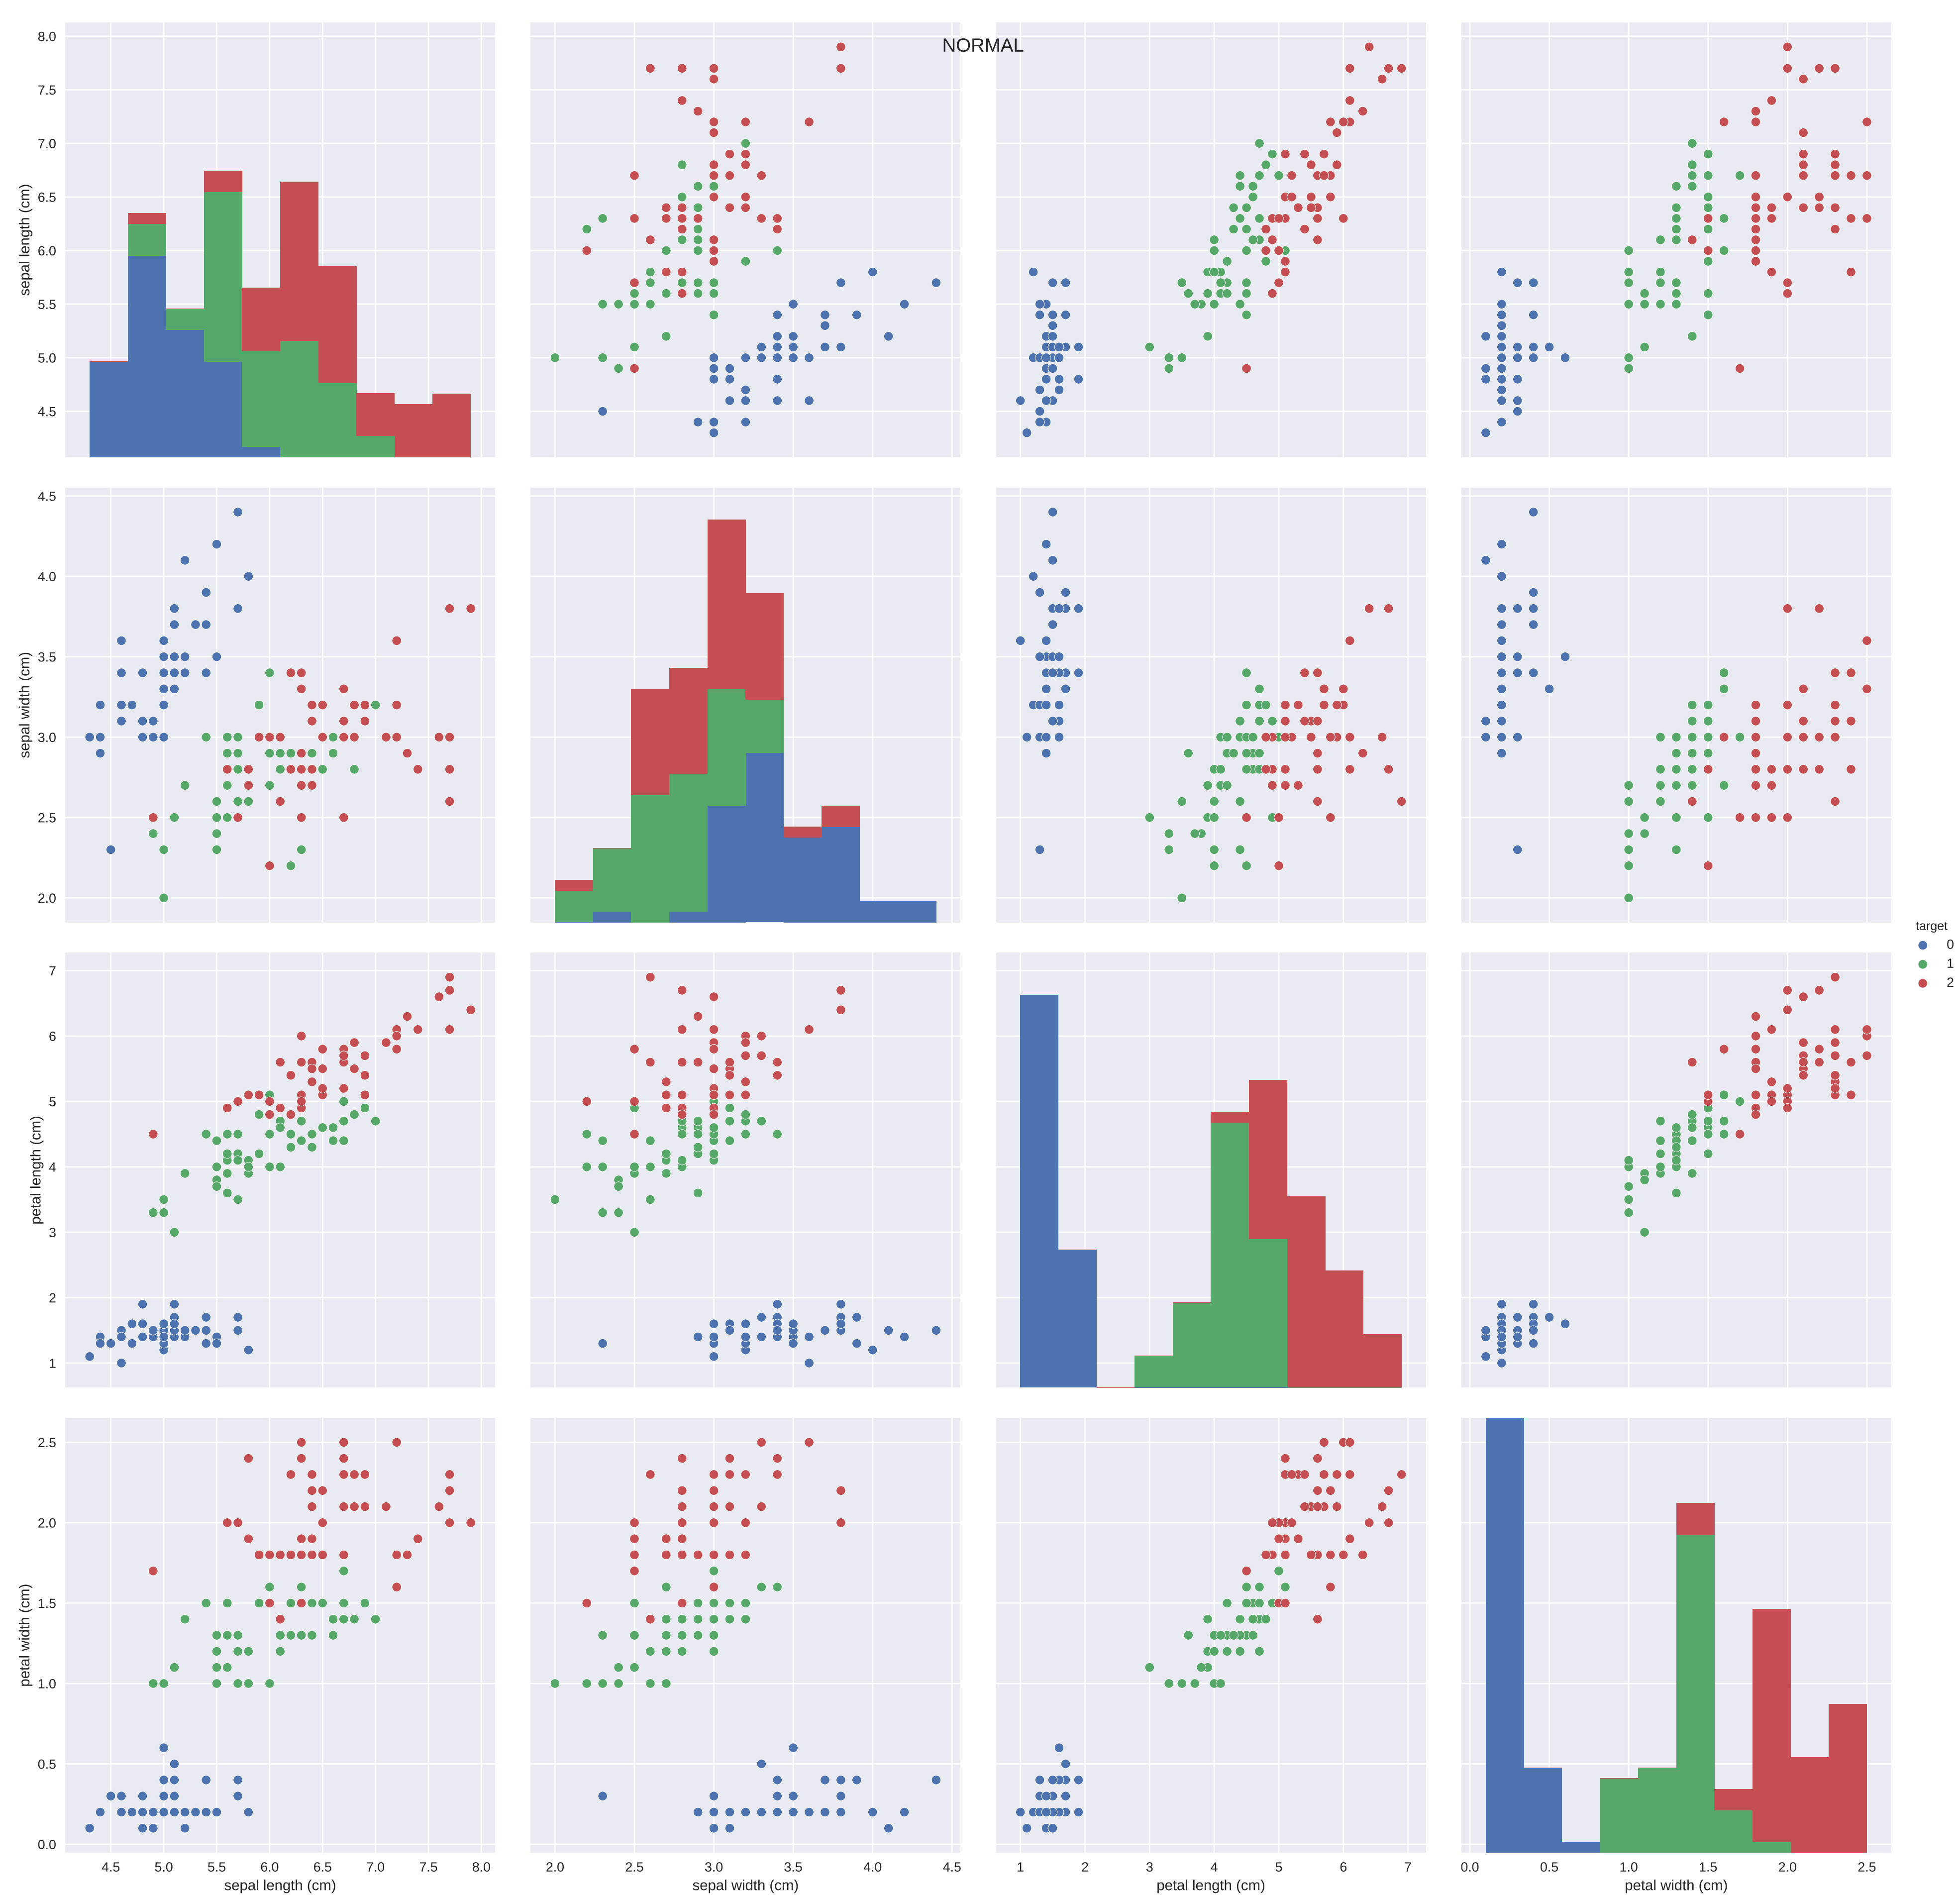 NORMAL
8.0
7.5
7.0
6.5
6.0
5.5
5.0
4.5
sepal length (cm)
4.5
4.0
3.5
3.0
2.5
2.0
sepal width (cm)
7
6
5
4
3
2
1
petal length (cm)
2.5
2.0
1.5
1.0
0.5
0.0
petal width (cm)
4.5 5.0 5.5 6.0 6.5 7.0 7.5 8.0
sepal length (cm)
2.0 2.5 3.0 3.5 4.0 4.5
sepal width (cm)
1 2 3 4 5 6 7
petal length (cm)
0.0 0.5 1.0 1.5 2.0 2.5
petal width (cm)
target
0
1
2